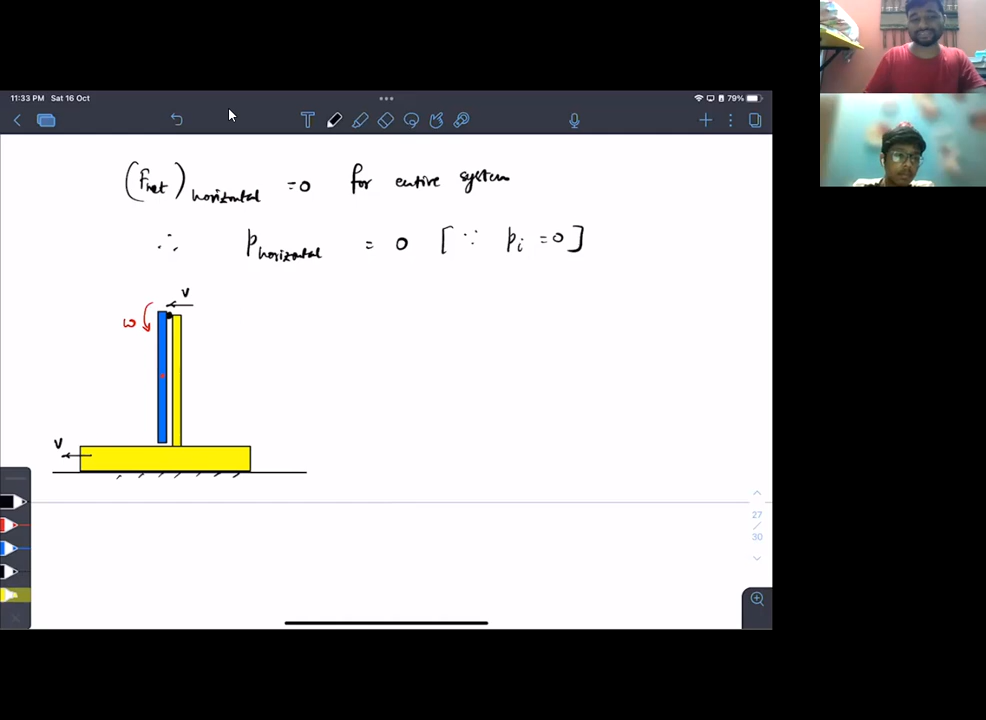 11:33 PM Sat 16 Oct
79%
T
(Fnet)horizontal =0 for entire system
∴ Phorizontal = 0 [∵ pi =0]
v
ω
v
27
/
30